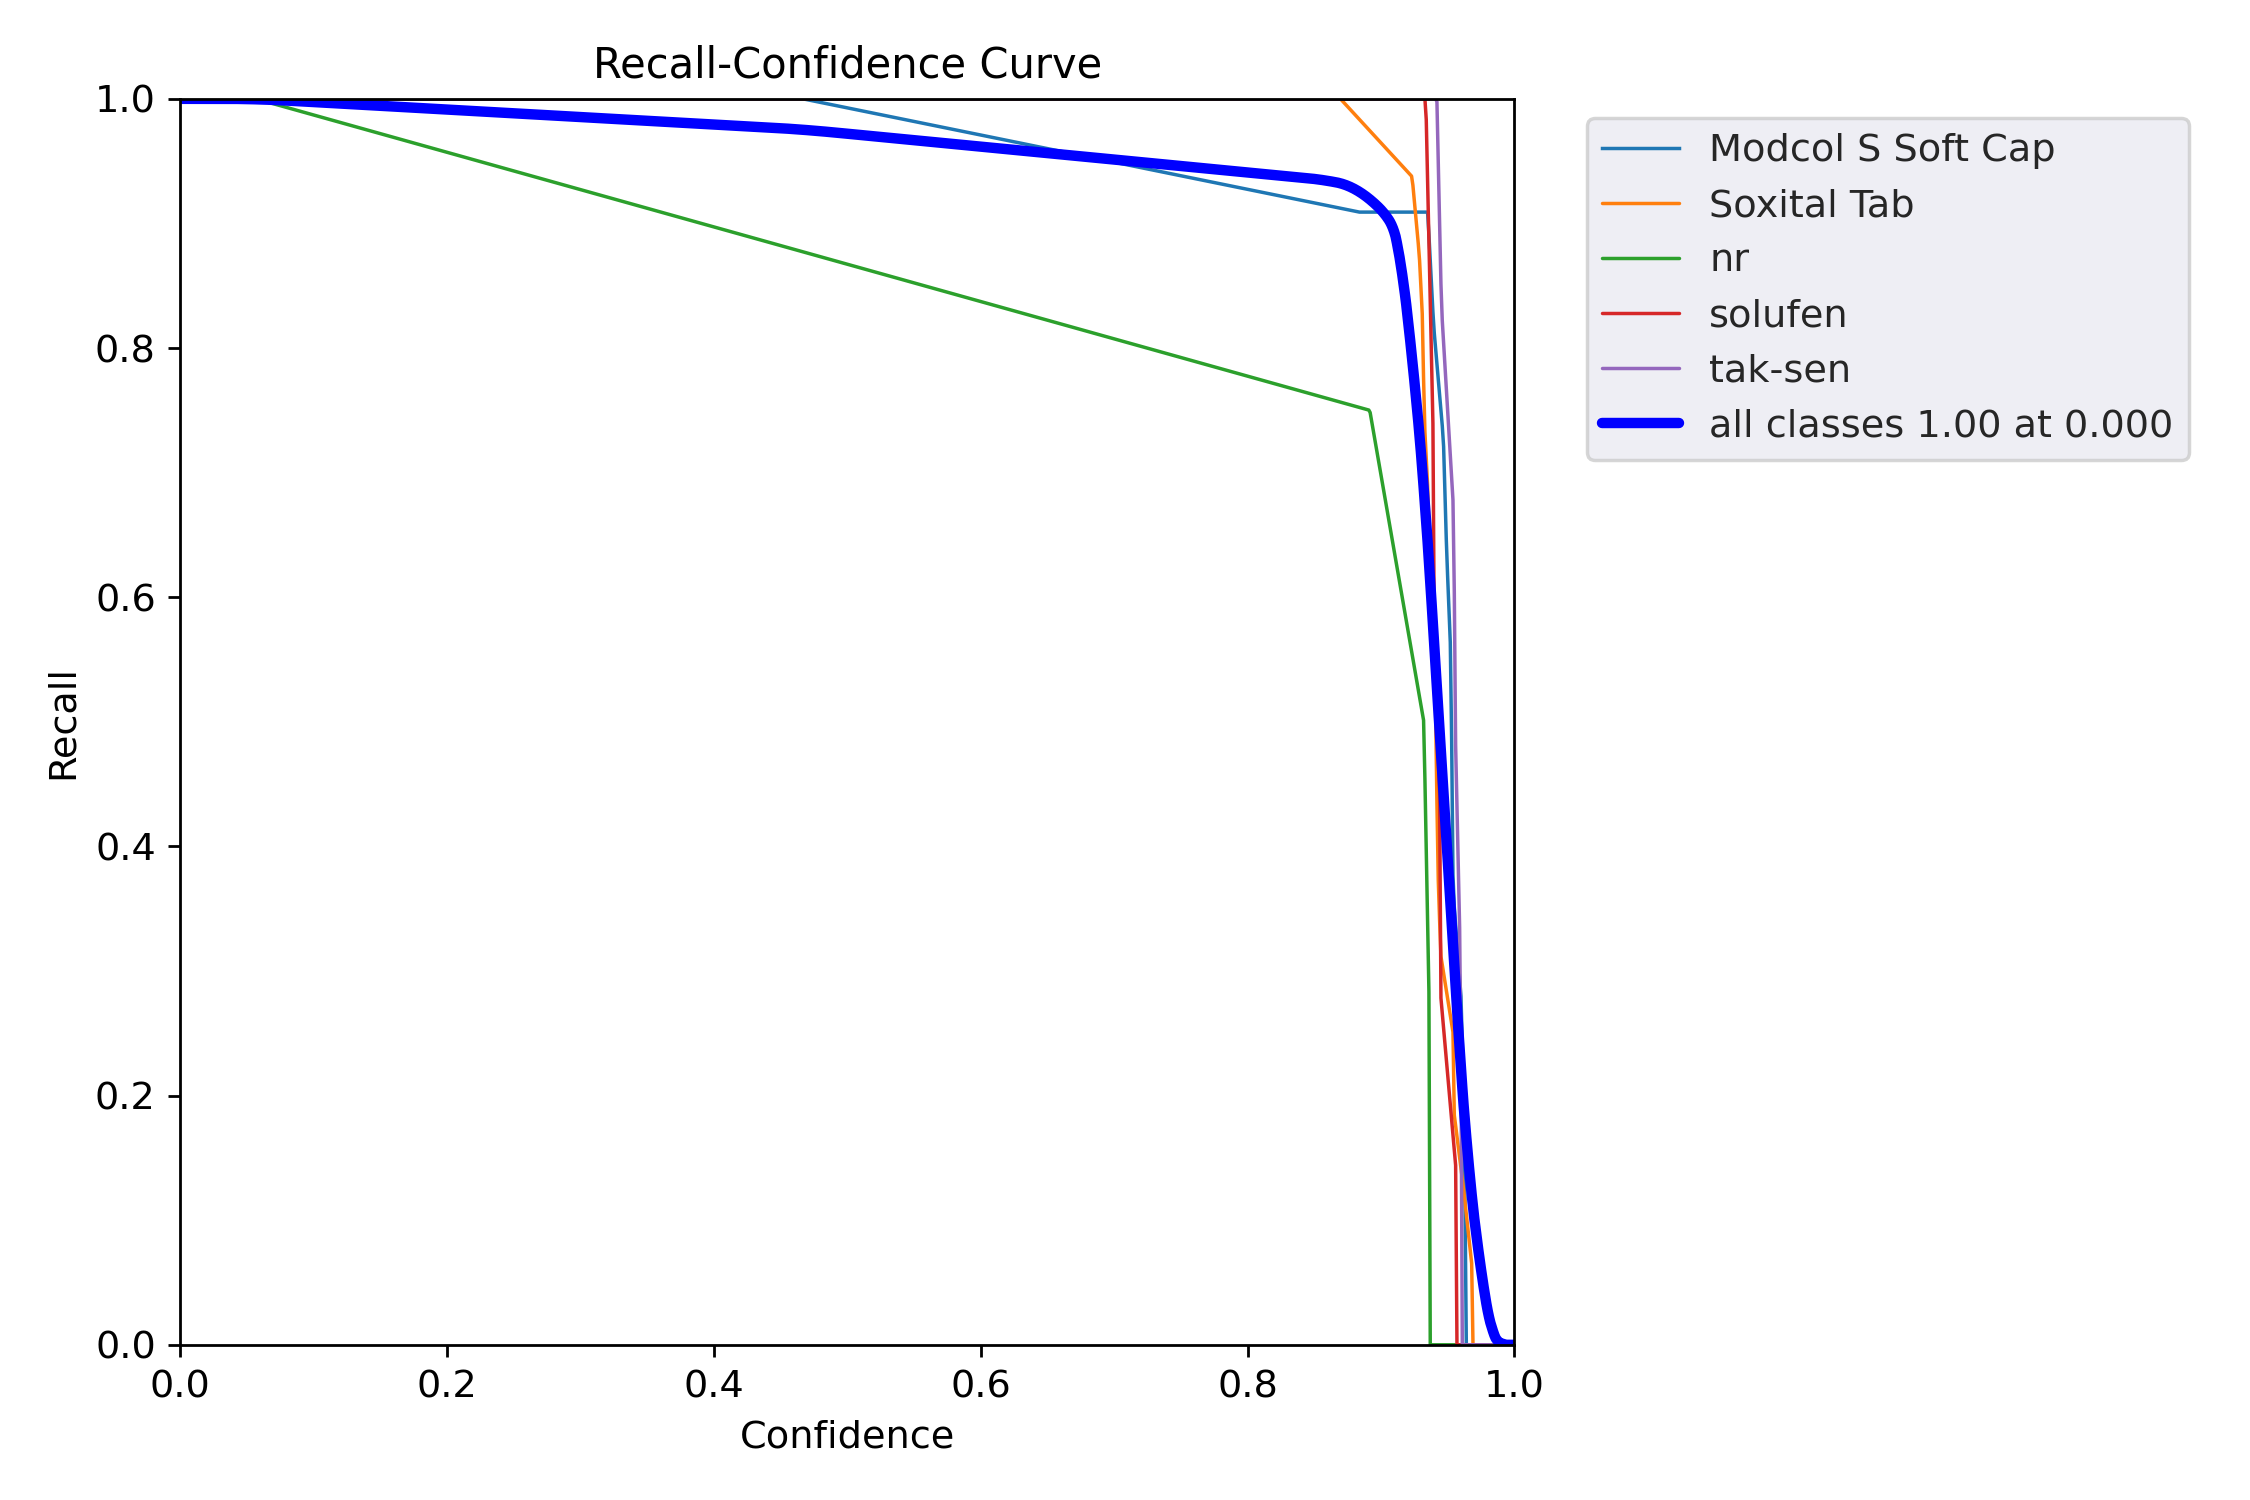 Recall-Confidence Curve
1.0
0.8
0.6
0.4
0.2
0.0
Recall
0.0 0.2 0.4 0.6 0.8 1.0
Confidence
Modcol S Soft Cap
Soxital Tab
nr
solufen
tak-sen
all classes 1.00 at 0.000